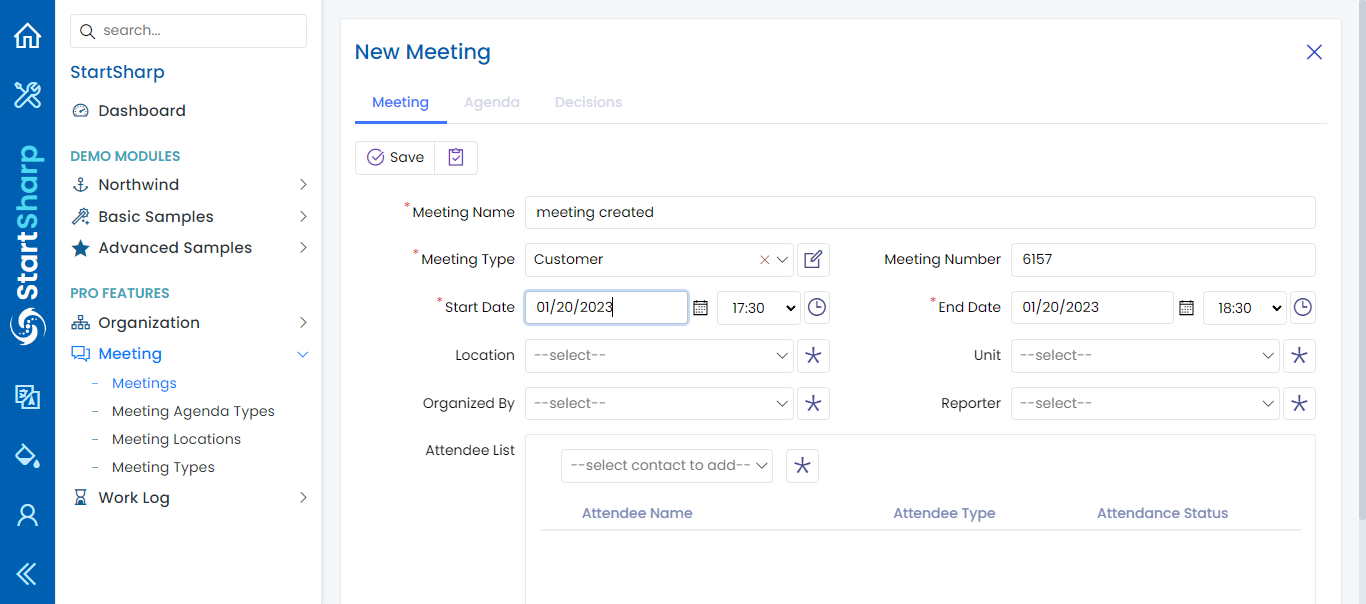 search...
StartSharp
Dashboard
DEMO MODULES
Northwind
Basic Samples
Advanced Samples
PRO FEATURES
Organization
Meeting
Meetings
Meeting Agenda Types
Meeting Locations
Meeting Types
Work Log
StartSharp
New Meeting
Meeting Agenda Decisions
Save
*Meeting Name meeting created
*Meeting Type Customer Meeting Number 6157
*Start Date 01/20/2023 17:30 *End Date 01/20/2023 18:30
Location --select-- Unit --select--
Organized By --select-- Reporter --select--
Attendee List
--select contact to add--
Attendee Name Attendee Type Attendance Status